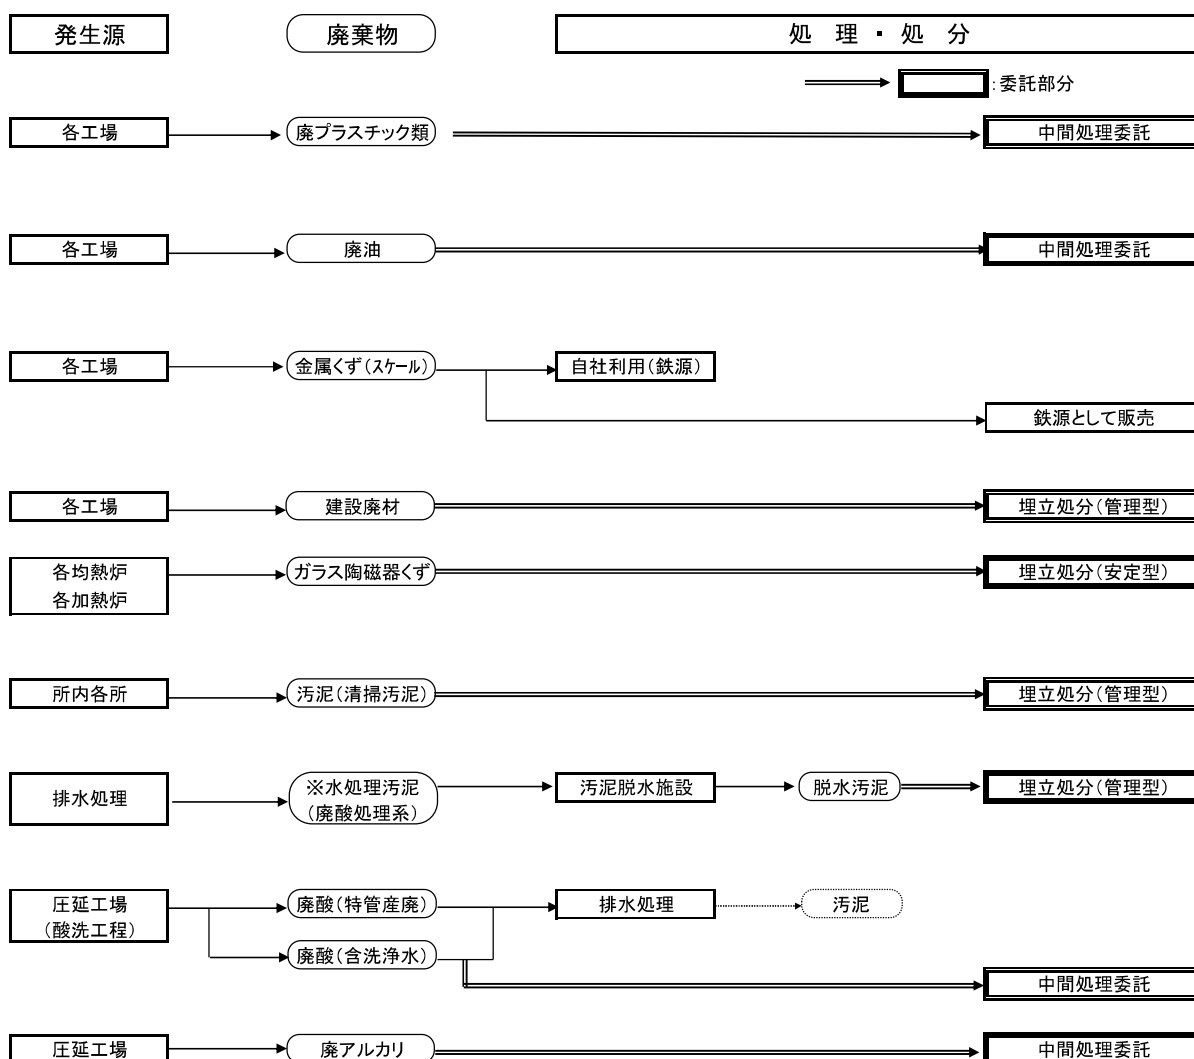 発生源 廃棄物 処 理 ・ 処 分
：委託部分
各工場 廃プラスチック類 中間処理委託
各工場 廃油 中間処理委託
各工場 金属くず(スケール) 自社利用(鉄源)
鉄源として販売
各工場 建設廃材 埋立処分(管理型)
各均熱炉 ガラス陶磁器くず 埋立処分(安定型)
各加熱炉
所内各所 汚泥(清掃汚泥) 埋立処分(管理型)
排水処理 ※水処理汚泥 汚泥脱水施設 脱水汚泥 埋立処分(管理型)
(廃酸処理系)
圧延工場 廃酸(特管産廃) 排水処理 汚泥
(酸洗工程)
廃酸(含洗浄水)
中間処理委託
圧延工場 廃アルカリ 中間処理委託